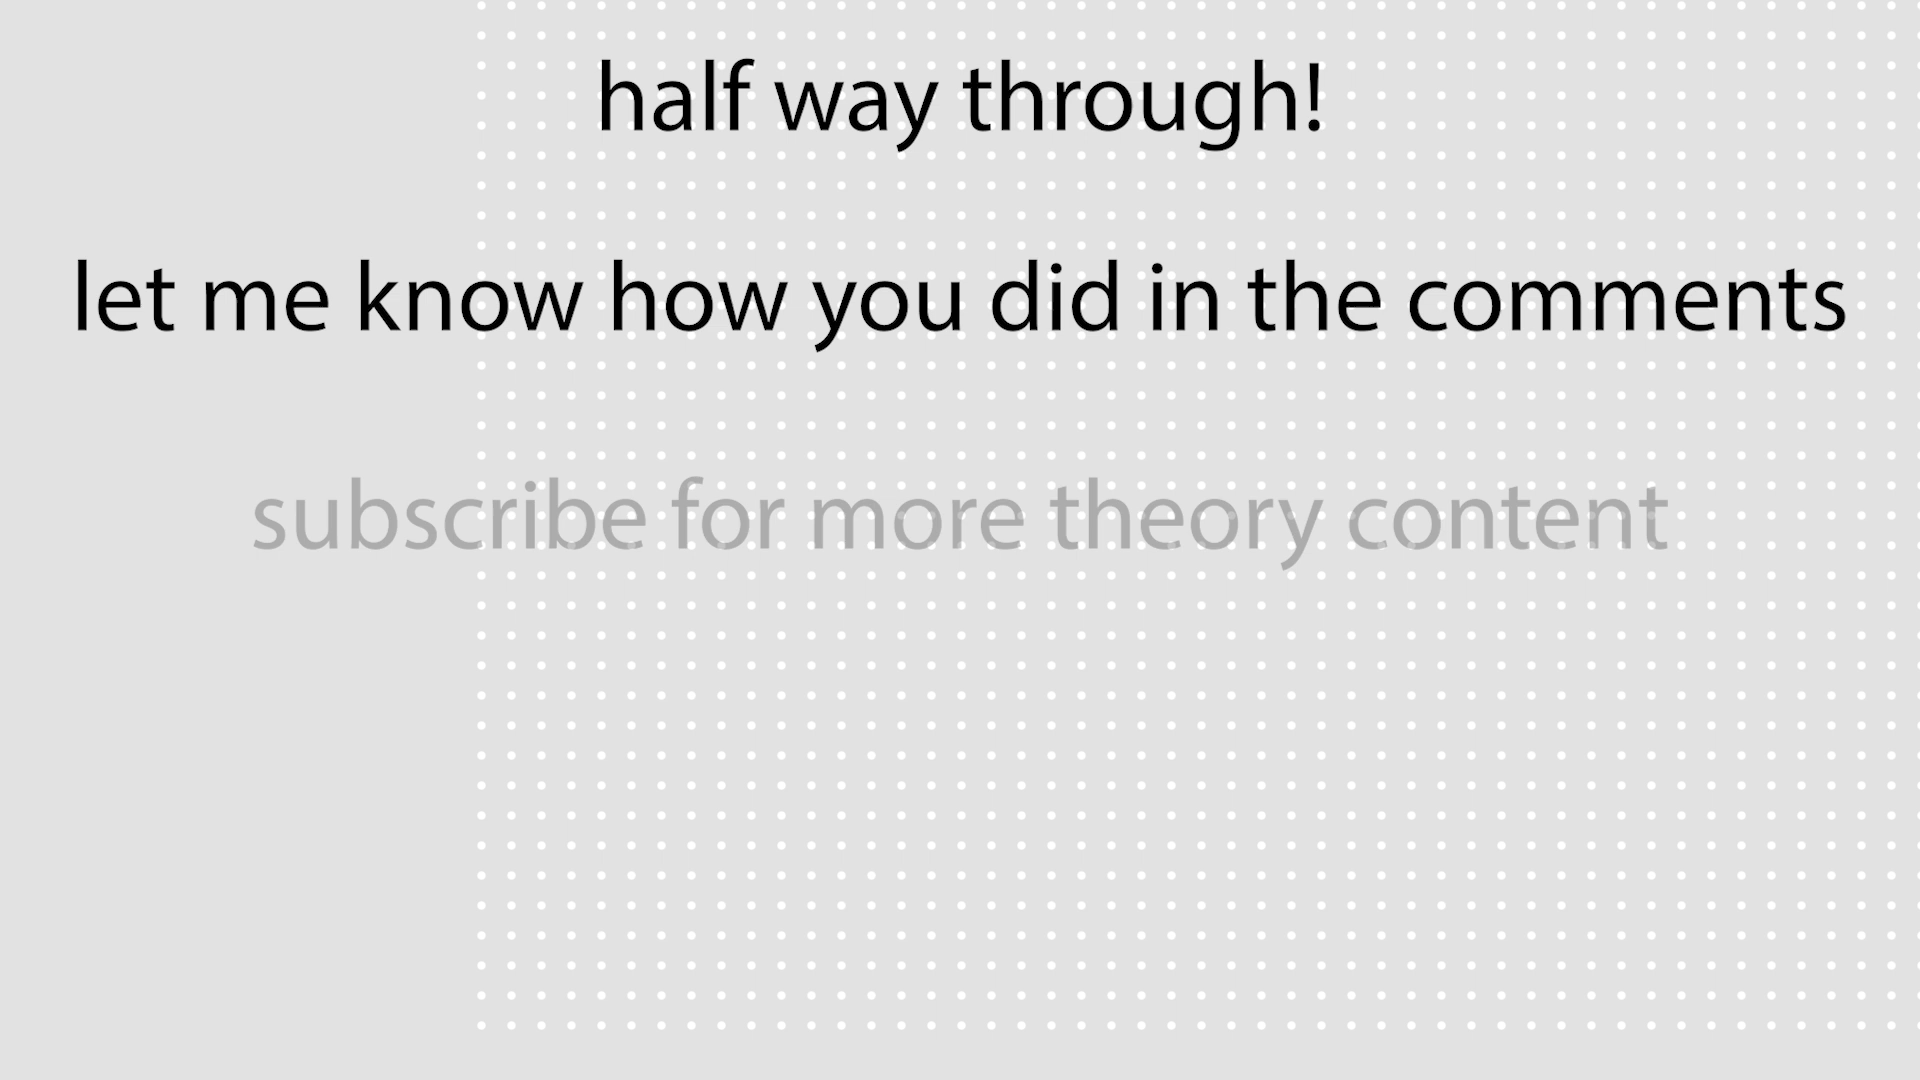 half way through!
let me know how you did in the comments
subscribe for more theory content